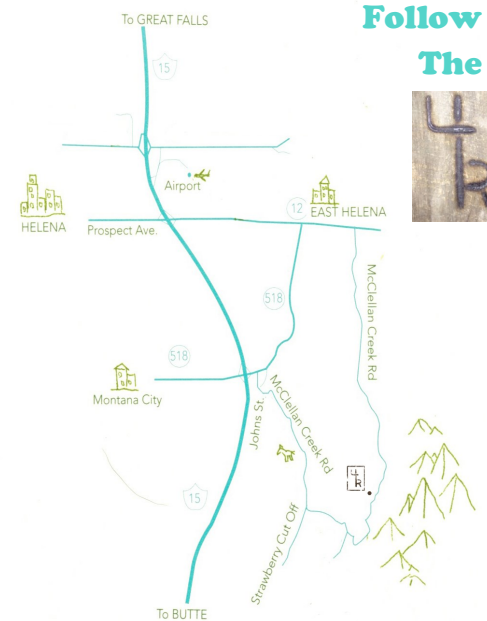 Follow
The
To GREAT FALLS
15
Airport
HELENA
Prospect Ave.
12
EAST HELENA
518
McClellan Creek Rd
518
Montana City
Johns St.
McClellan Creek Rd
4R
15
Strawberry Cut Off
To BUTTE